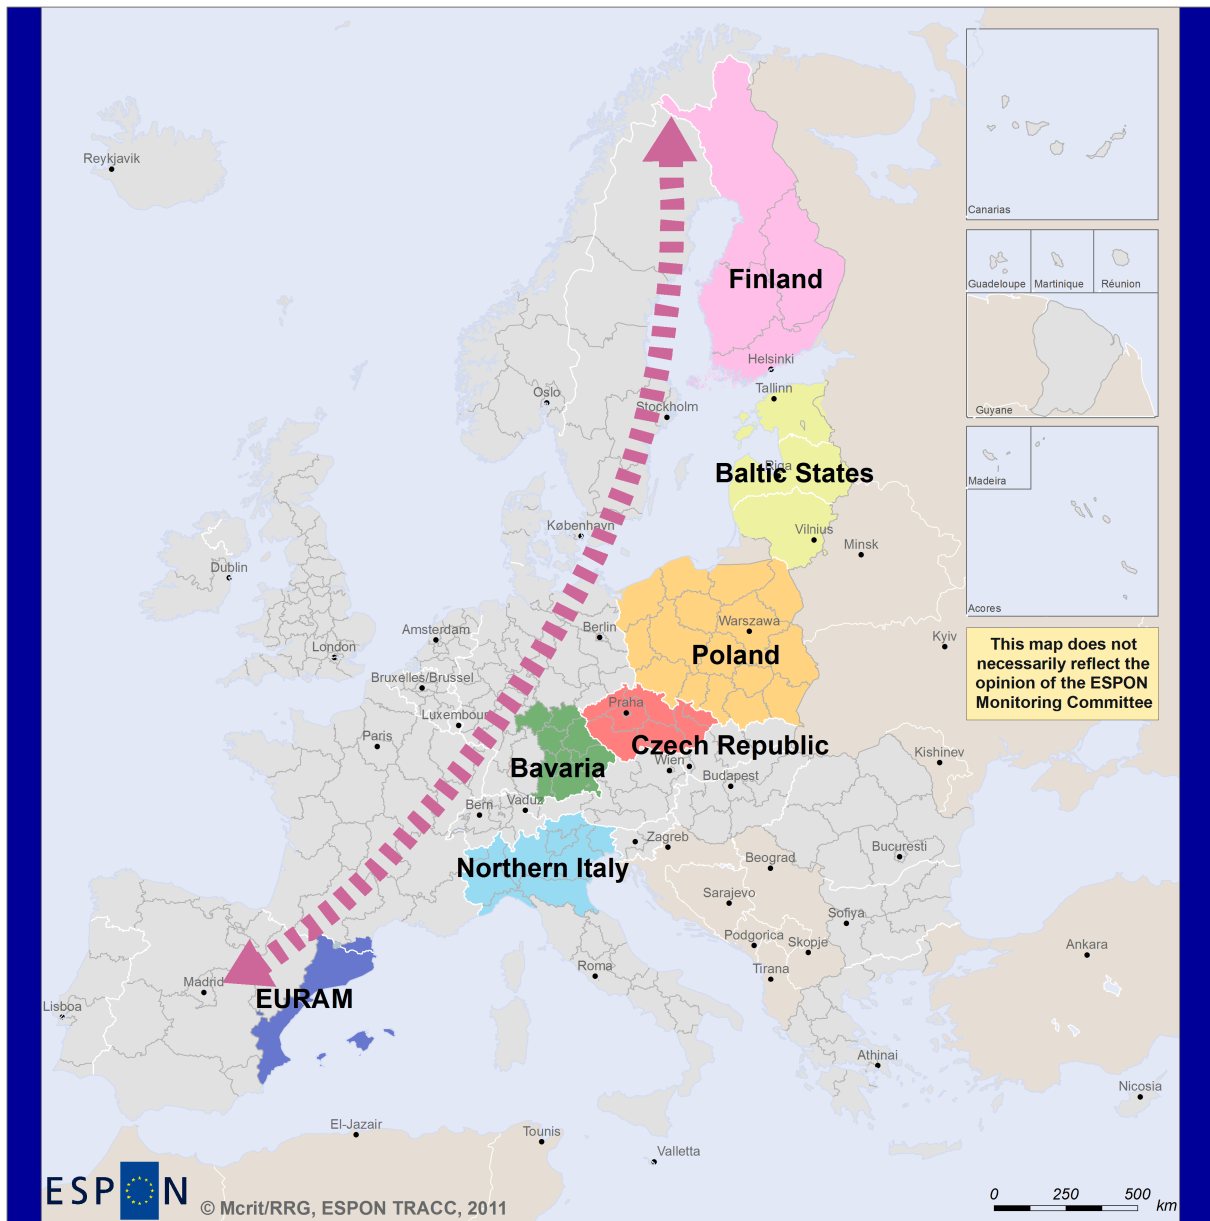 Reykjavik
Canarias
Guadeloupe
Martinique
Réunion
Finland
Helsinki
Oslo
Tallinn
Stockholm
Guyane
Riga
Baltic States
Madeira
København
Vilnius
Minsk
Dublin
Acores
Amsterdam
Berlin
Warszawa
Kyiv
London
Poland
This map does not
necessarily reflect the
opinion of the ESPON
Monitoring Committee
Bruxelles/Brussel
Praha
Luxembour
Paris
Czech Republic
Kishinev
Bavaria
Wien
Budapest
Bern
Vaduz
Zagreb
Bucuresti
Northern Italy
Beograd
Sarajevo
Sofiya
Podgorica
Skopje
Ankara
Roma
Tirana
Madrid
EURAM
Lisboa
Athinai
Nicosia
El-Jazair
Tounis
Valletta
ESPON
© Mcrit/RRG, ESPON TRACC, 2011
0 250 500
km